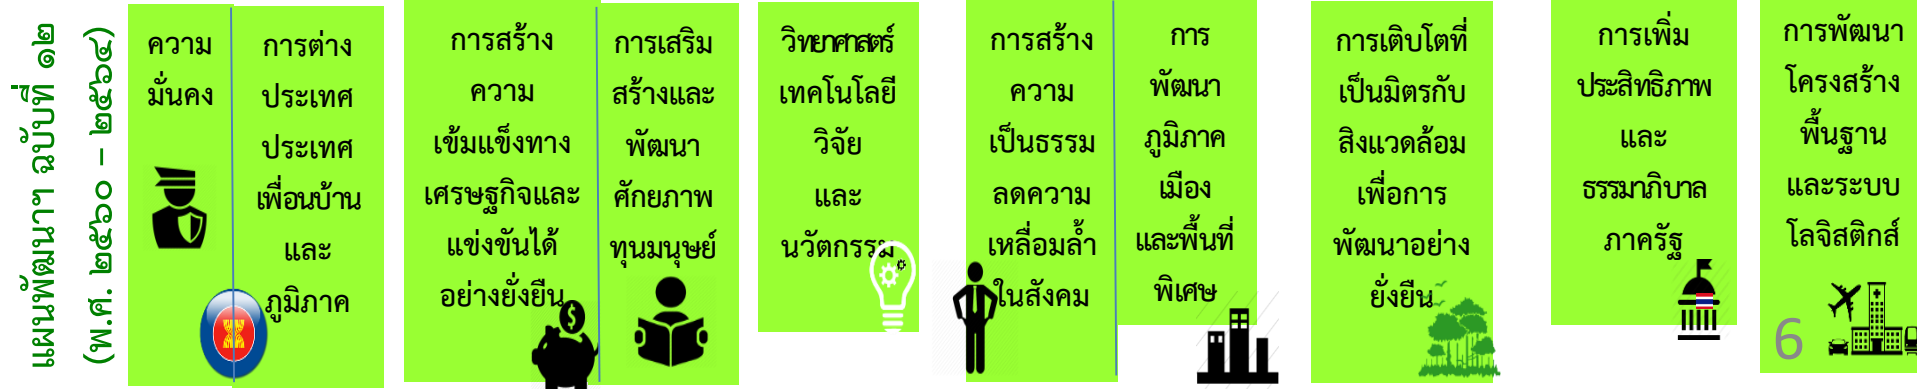 แผนพัฒนาฯ ฉบับที่ ๑๒
(พ.ศ. ๒๕๖๐ – ๒๕๖๔)
ความ
มั่นคง
การต่าง
ประเทศ
ประเทศ
เพื่อนบ้าน
และ
ภูมิภาค
การสร้าง
ความ
เข้มแข็งทาง
เศรษฐกิจและ
แข่งขันได้
อย่างยั่งยืน
การเสริม
สร้างและ
พัฒนา
ศักยภาพ
ทุนมนุษย์
วิทยาศาสตร์
เทคโนโลยี
วิจัย
และ
นวัตกรรม
การสร้าง
ความ
เป็นธรรม
ลดความ
เหลื่อมล้ำ
ในสังคม
การ
พัฒนา
ภูมิภาค
เมือง
และพื้นที่
พิเศษ
การเติบโตที่
เป็นมิตรกับ
สิ่งแวดล้อม
เพื่อการ
พัฒนาอย่าง
ยั่งยืน
การเพิ่ม
ประสิทธิภาพ
และ
ธรรมาภิบาล
ภาครัฐ
การพัฒนา
โครงสร้าง
พื้นฐาน
และระบบ
โลจิสติกส์
6